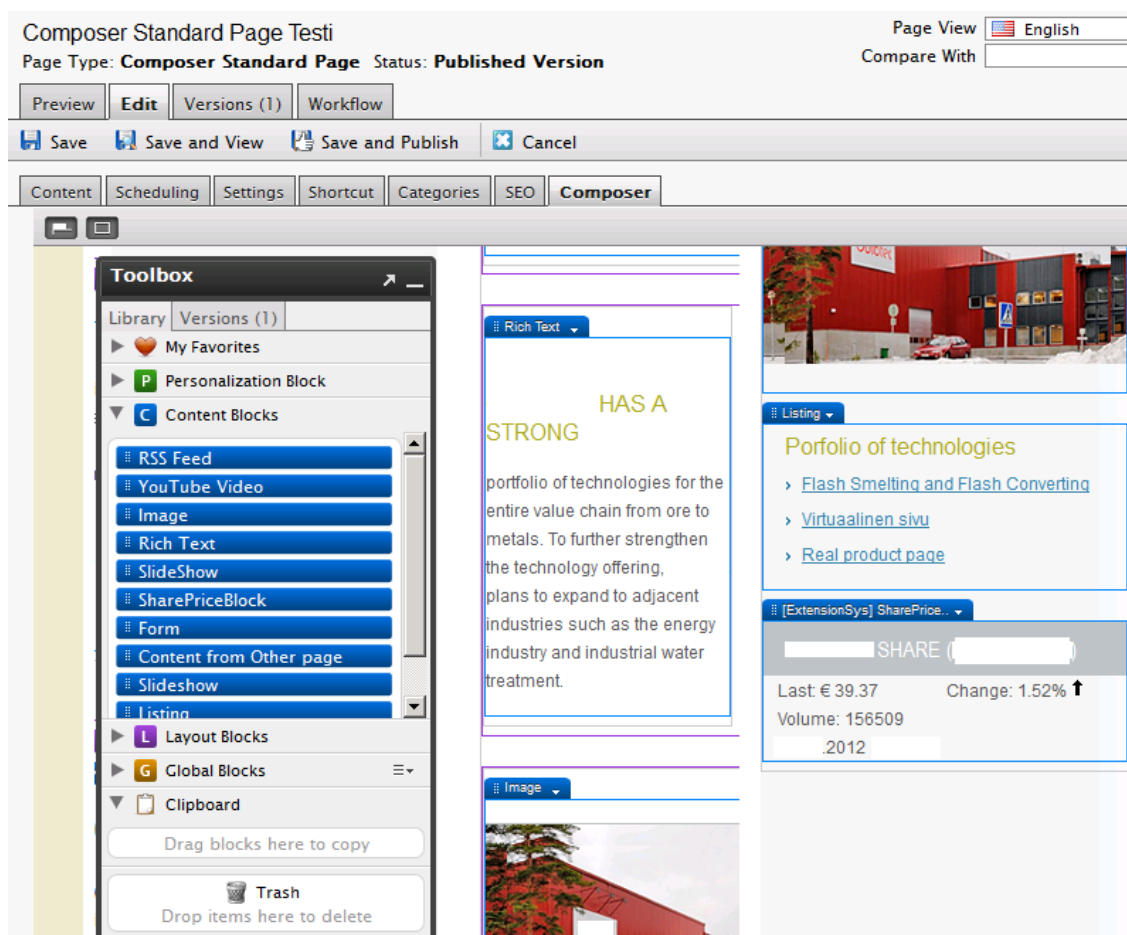 Composer Standard Page Testi
Page Type: Composer Standard Page Status: Published Version
Page View English
Compare With
Preview Edit Versions (1) Workflow
Save Save and View Save and Publish Cancel
Content Scheduling Settings Shortcut Categories SEO Composer
Toolbox
Library Versions (1)
My Favorites
P Personalization Block
C Content Blocks
RSS Feed
YouTube Video
Image
Rich Text
SlideShow
SharePriceBlock
Form
Content from Other page
Slideshow
Listing
L Layout Blocks
G Global Blocks
Clipboard
Drag blocks here to copy
Trash
Drop items here to delete
Rich Text
HAS A
STRONG
portfolio of technologies for the
entire value chain from ore to
metals. To further strengthen
the technology offering,
plans to expand to adjacent
industries such as the energy
industry and industrial water
treatment.
Image
Listing
Porfolio of technologies
Flash Smelting and Flash Converting
Virtuaalinen sivu
Real product page
[ExtensionSys] SharePrice..
SHARE ( )
Last: € 39.37 Change: 1.52%
Volume: 156509
.2012